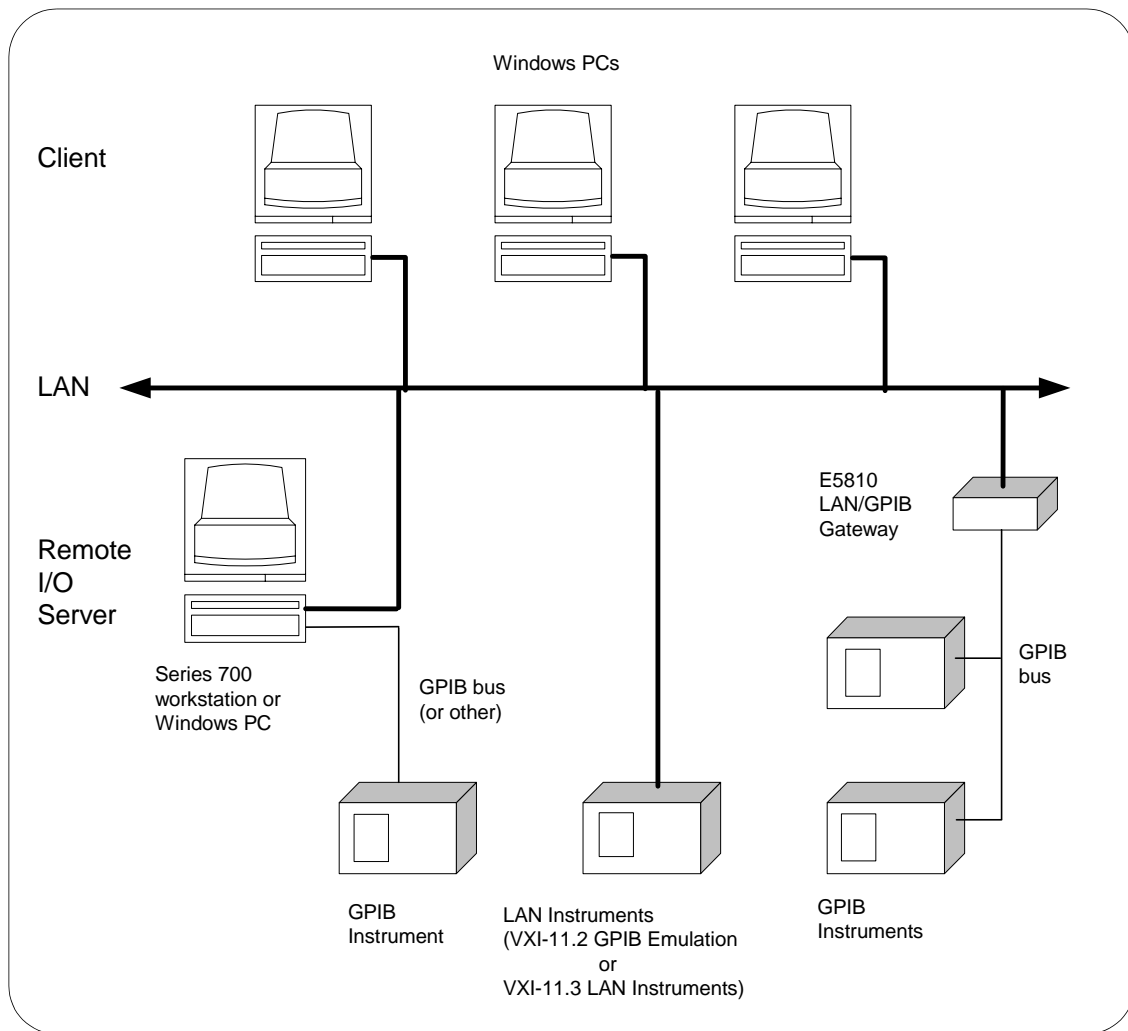 Windows PCs
Client
LAN
E5810
LAN/GPIB
Gateway
Remote
I/O
Server
Series 700
workstation or
Windows PC
GPIB bus
(or other)
GPIB
bus
GPIB
Instrument
LAN Instruments
(VXI-11.2 GPIB Emulation
or
VXI-11.3 LAN Instruments)
GPIB
Instruments